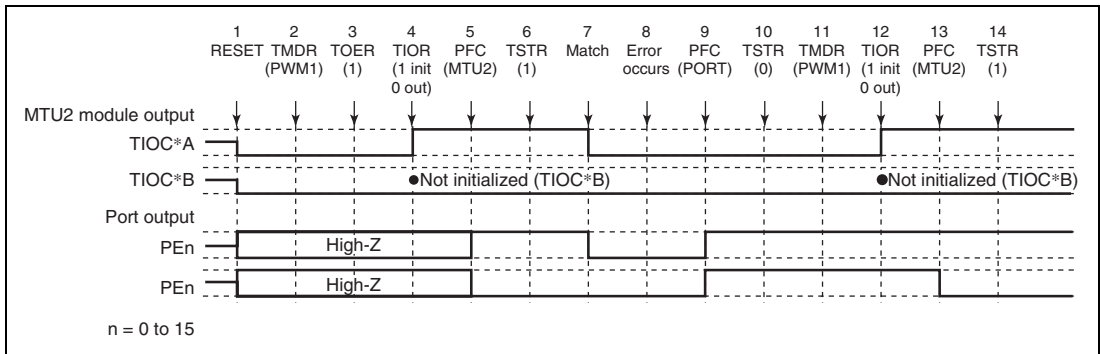 1 2 3 4 5 6 7 8 9 10 11 12 13 14
RESET TMDR TOER TIOR PFC TSTR Match Error PFC TSTR TMDR TIOR PFC TSTR
(PWM1) (1) (1 init (MTU2) (1) occurs (PORT) (0) (PWM1) (1 init (MTU2) (1)
0 out) 0 out)
MTU2 module output
TIOC*A
TIOC*B ●Not initialized (TIOC*B) ●Not initialized (TIOC*B)
Port output
PEn High-Z
PEn High-Z
n = 0 to 15